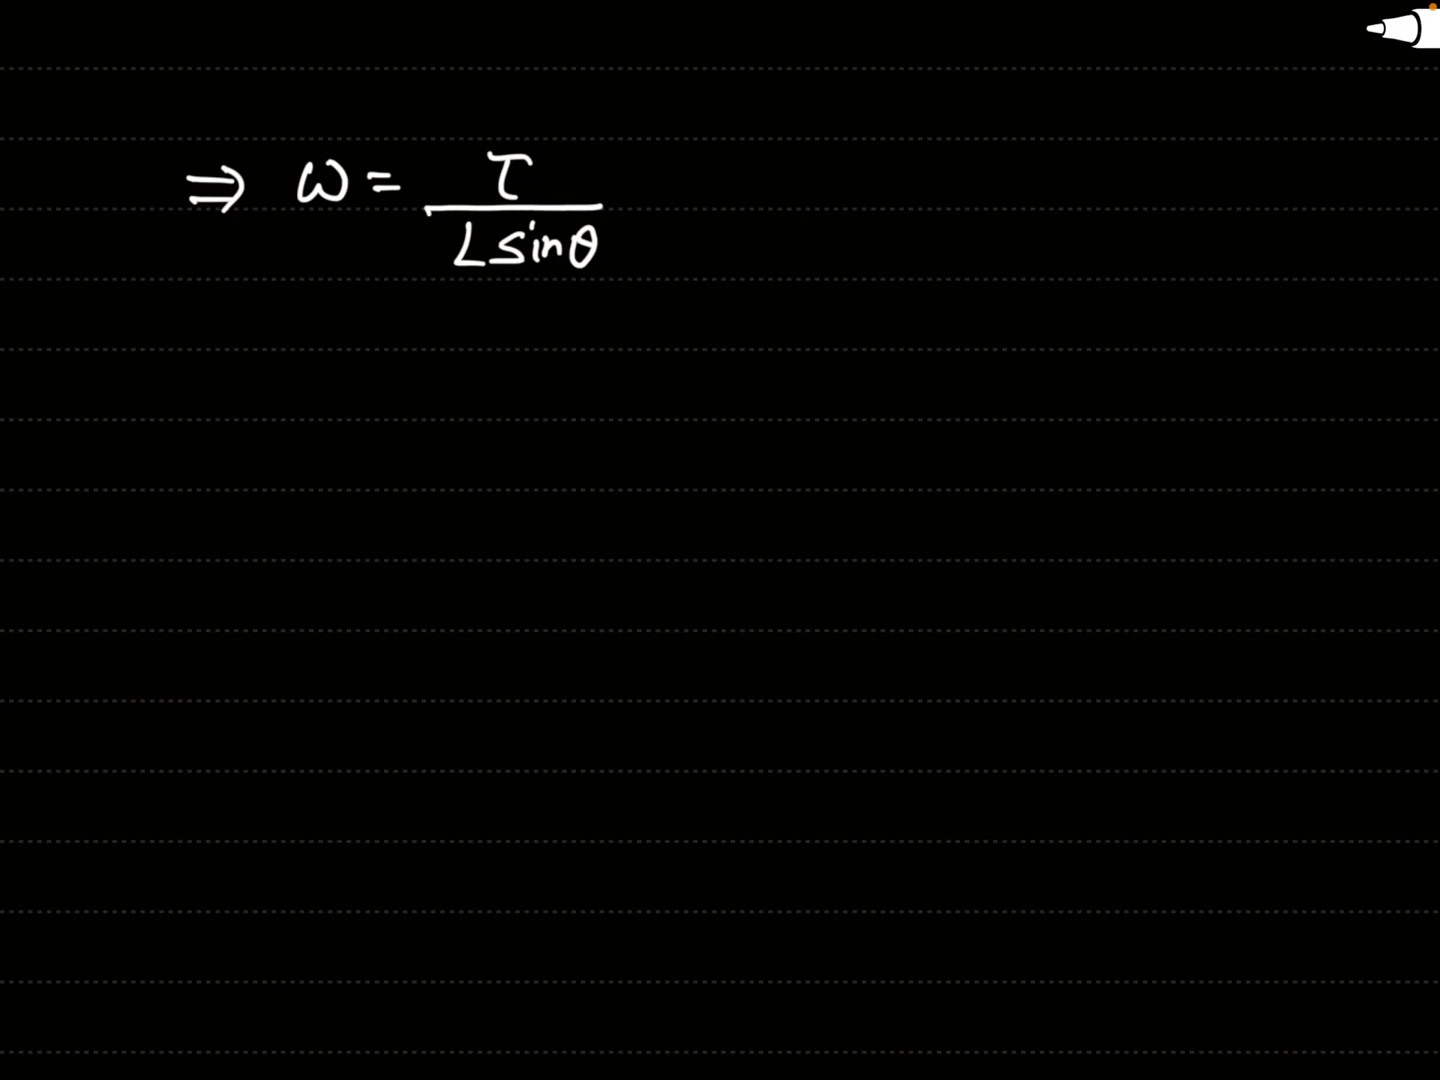 ⇒ ω = τ / (L sinθ)